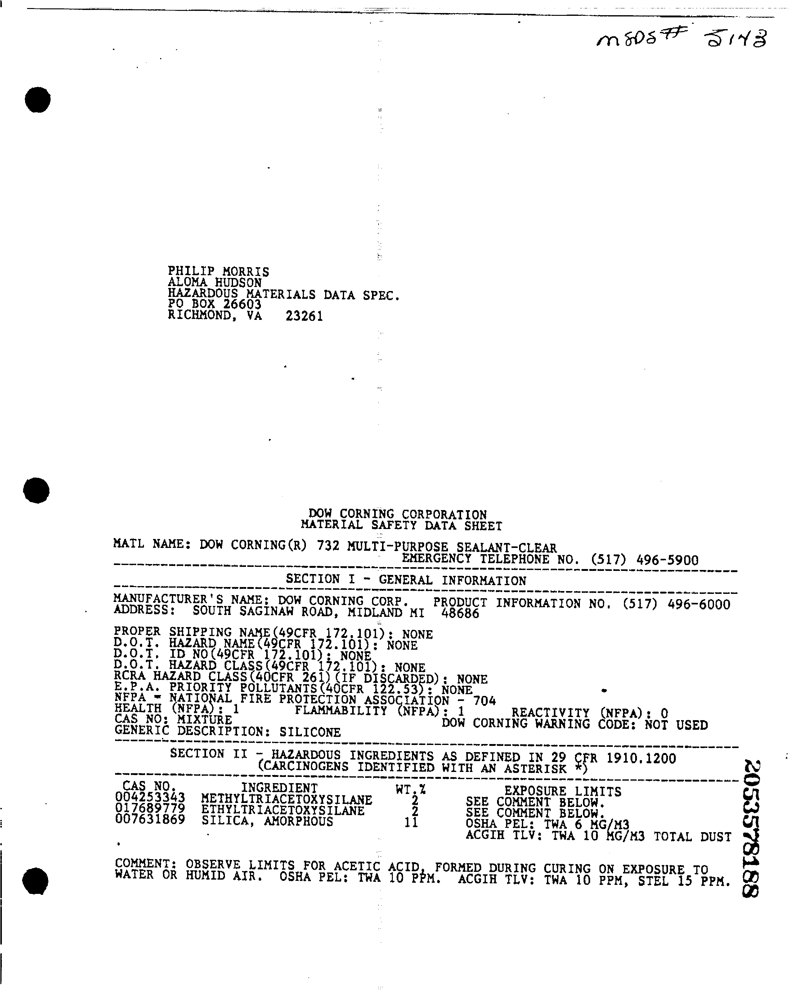 MSDS# 5143
PHILIP MORRIS
ALOMA HUDSON
HAZARDOUS MATERIALS DATA SPEC.
PO BOX 26603
RICHMOND, VA 23261
DOW CORNING CORPORATION
MATERIAL SAFETY DATA SHEET
MATL NAME: DOW CORNING(R) 732 MULTI-PURPOSE SEALANT-CLEAR
EMERGENCY TELEPHONE NO. (517) 496-5900
SECTION I - GENERAL INFORMATION
MANUFACTURER'S NAME: DOW CORNING CORP. PRODUCT INFORMATION NO. (517) 496-6000
ADDRESS: SOUTH SAGINAW ROAD, MIDLAND MI 48686
PROPER SHIPPING NAME(49CFR 172.101): NONE
D.O.T. HAZARD NAME(49CFR 172.101): NONE
D.O.T. ID NO(49CFR 172.101): NONE
D.O.T. HAZARD CLASS(49CFR 172.101): NONE
RCRA HAZARD CLASS(40CFR 261)(IF DISCARDED): NONE
E.P.A. PRIORITY POLLUTANTS(40CFR 122.53): NONE
NFPA = NATIONAL FIRE PROTECTION ASSOCIATION - 704
HEALTH (NFPA): 1 FLAMMABILITY (NFPA): 1 REACTIVITY (NFPA): 0
CAS NO: MIXTURE DOW CORNING WARNING CODE: NOT USED
GENERIC DESCRIPTION: SILICONE
SECTION II - HAZARDOUS INGREDIENTS AS DEFINED IN 29 CFR 1910.1200
(CARCINOGENS IDENTIFIED WITH AN ASTERISK *)
CAS NO. INGREDIENT WT.% EXPOSURE LIMITS
004253343 METHYLTRIACETOXYSILANE 2 SEE COMMENT BELOW.
017689779 ETHYLTRIACETOXYSILANE 2 SEE COMMENT BELOW.
007631869 SILICA, AMORPHOUS 11 OSHA PEL: TWA 6 MG/M3
ACGIH TLV: TWA 10 MG/M3 TOTAL DUST
COMMENT: OBSERVE LIMITS FOR ACETIC ACID, FORMED DURING CURING ON EXPOSURE TO
WATER OR HUMID AIR. OSHA PEL: TWA 10 PPM. ACGIH TLV: TWA 10 PPM, STEL 15 PPM.
2053578188